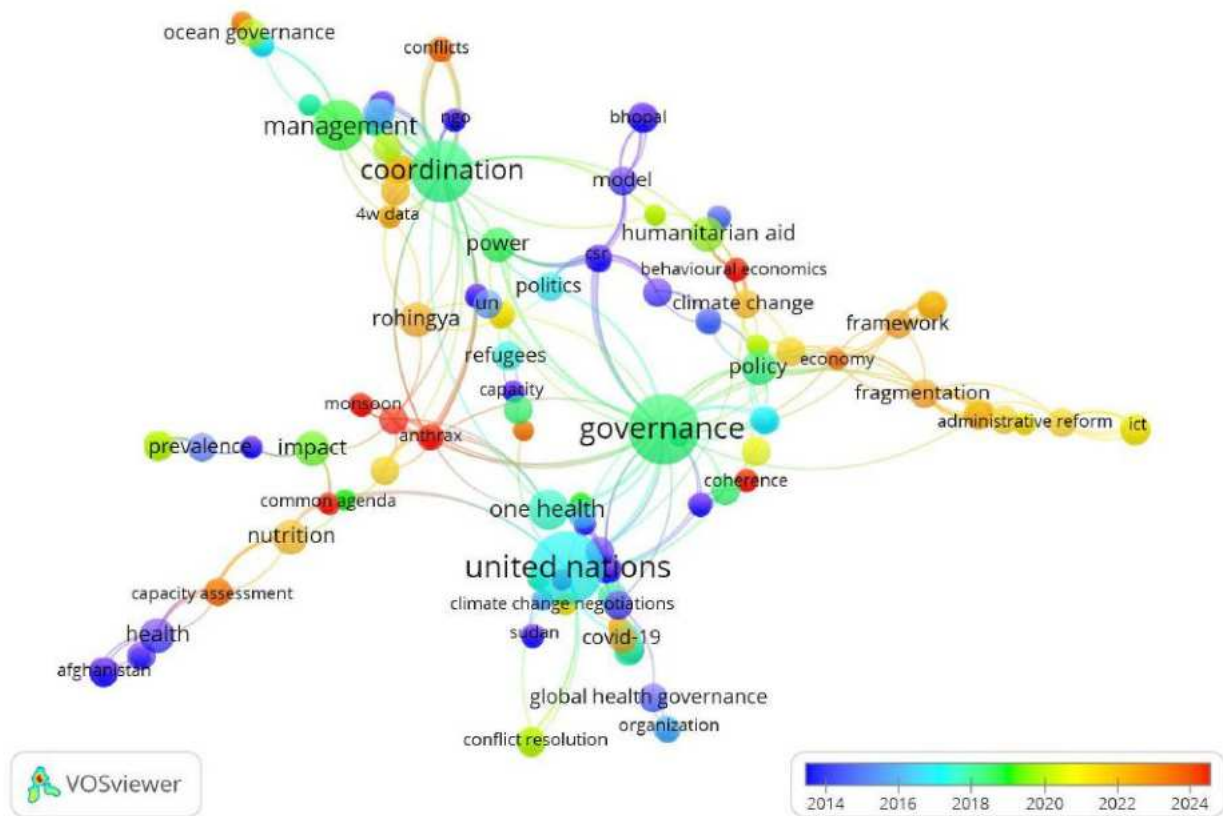 ocean governance
conflicts
management
ngo
bhopal
coordination
model
4w data
humanitarian aid
power
csr
behavioural economics
politics
climate change
un
rohingya
framework
refugees
policy
economy
capacity
fragmentation
monsoon
anthrax
governance
administrative reform
ict
prevalence
impact
coherence
common agenda
one health
nutrition
united nations
capacity assessment
climate change negotiations
health
sudan
covid-19
afghanistan
global health governance
organization
conflict resolution
VOSviewer
2014 2016 2018 2020 2022 2024